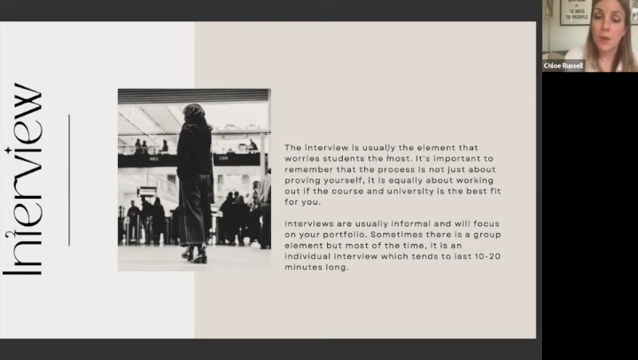 Interview
The interview is usually the element that
worries students the most. It's important to
remember that the process is not just about
proving yourself, it is equally about working
out if the course and university is the best fit
for you.
Interviews are usually informal and will focus
on your portfolio. Sometimes there is a group
element but most of the time, it is an
individual interview which tends to last 10-20
minutes long.
TO PEOPLE
Chloe Russell